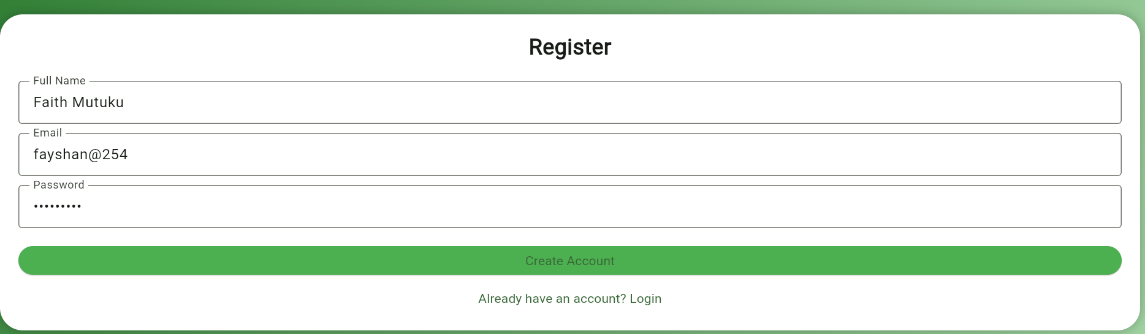 Register
Full Name
Faith Mutuku
Email
fayshan@254
Password
•••••••••
Create Account
Already have an account? Login